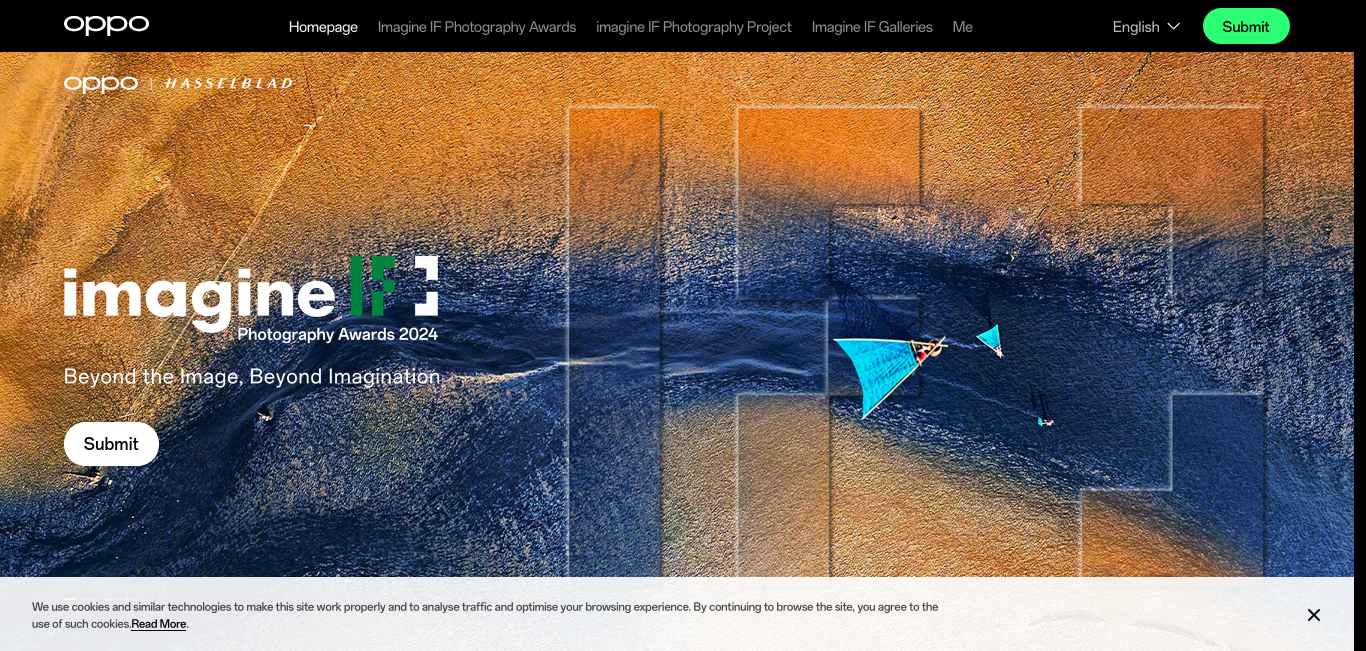 oppo Homepage Imagine IF Photography Awards imagine IF Photography Project Imagine IF Galleries Me English Submit
oppo | HASSELBLAD
imagine IF
Photography Awards 2024
Beyond the Image, Beyond Imagination
Submit
We use cookies and similar technologies to make this site work properly and to analyse traffic and optimise your browsing experience. By continuing to browse the site, you agree to the
use of such cookies.Read More.